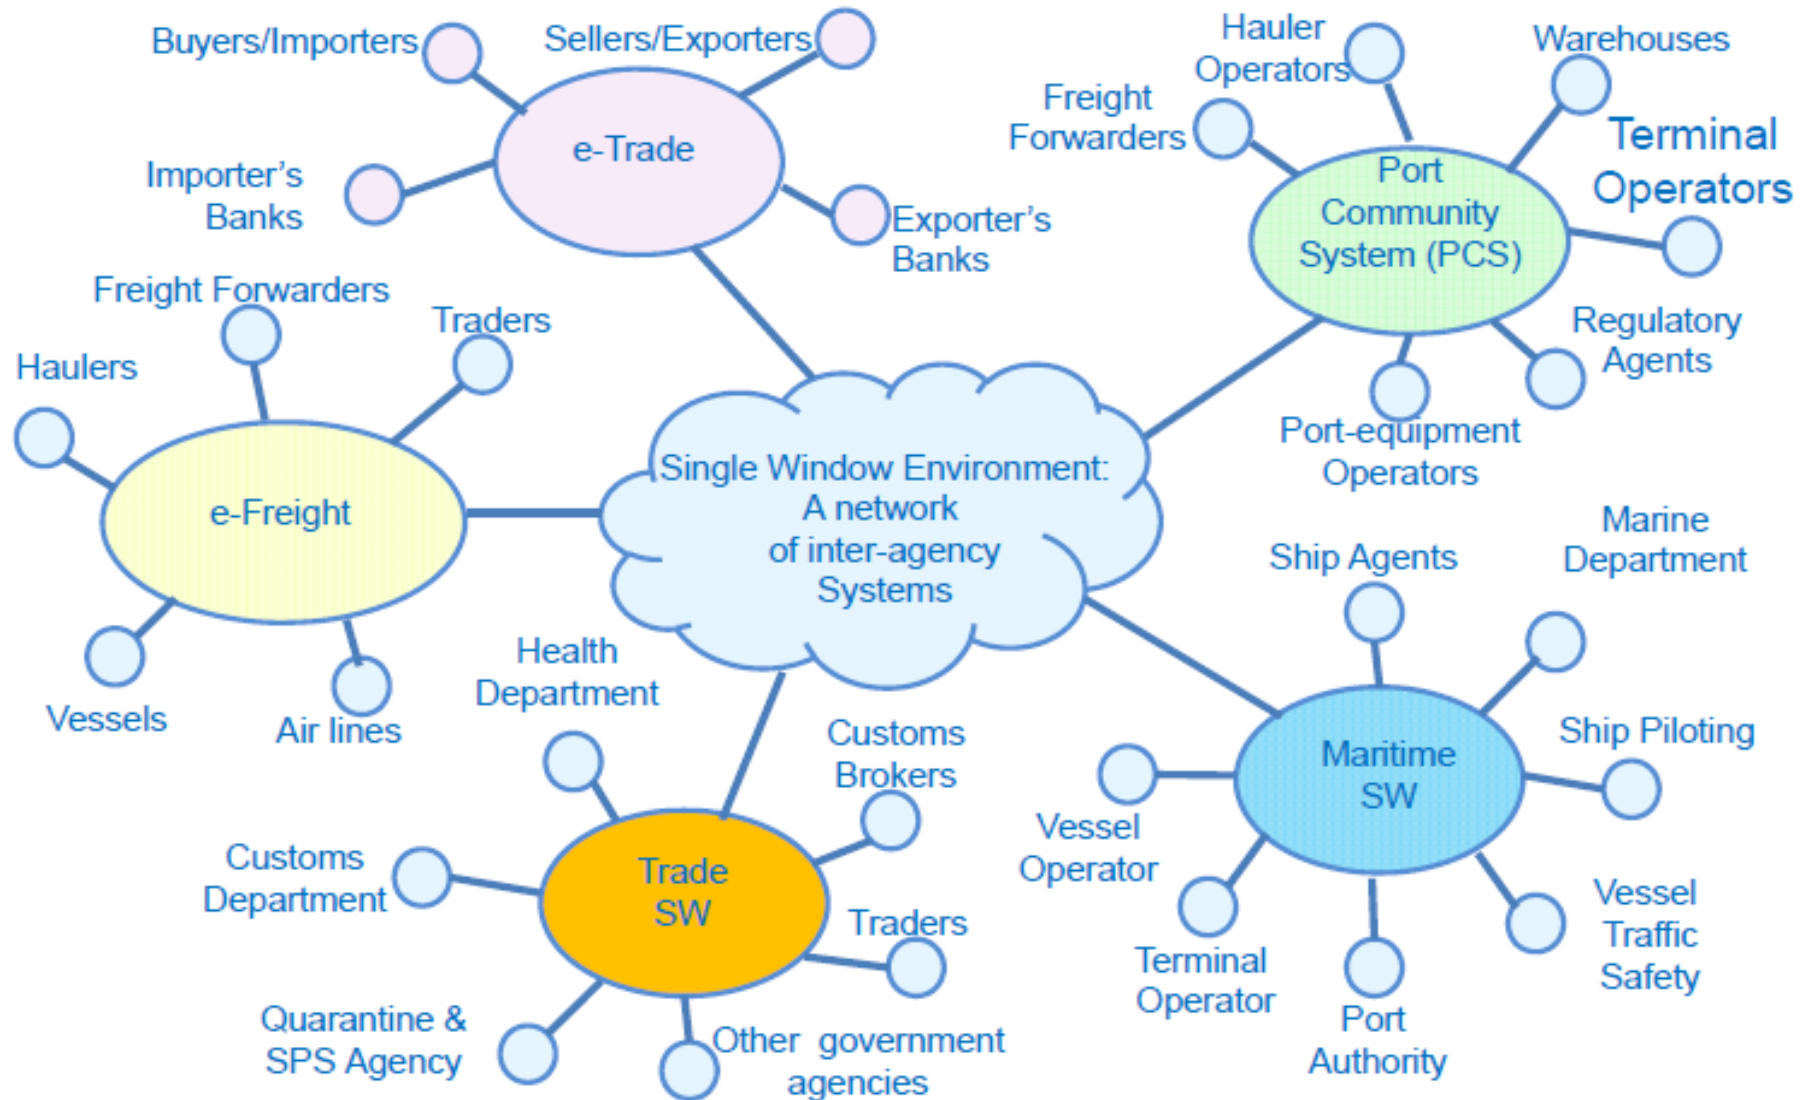 Buyers/Importers
Sellers/Exporters
e-Trade
Importer's
Banks
Exporter's
Banks
Hauler
Operators
Warehouses
Freight
Forwarders
Terminal
Operators
Port
Community
System (PCS)
Regulatory
Agents
Port-equipment
Operators
Freight Forwarders
Traders
Haulers
e-Freight
Vessels
Air lines
Single Window Environment:
A network
of inter-agency
Systems
Marine
Department
Ship Agents
Ship Piloting
Maritime
SW
Vessel
Operator
Terminal
Operator
Port
Authority
Vessel
Traffic
Safety
Health
Department
Customs
Brokers
Customs
Department
Trade
SW
Traders
Quarantine &
SPS Agency
Other  government
agencies